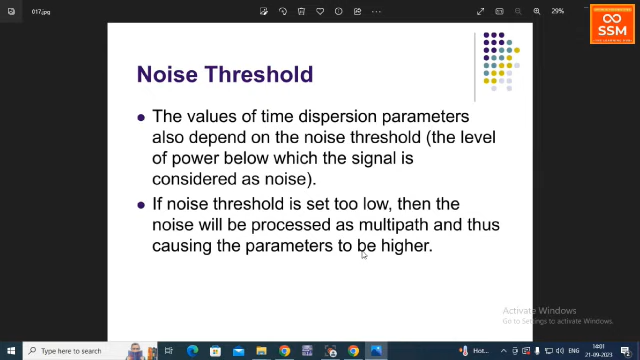 017.jpg
29%
SSM
Noise Threshold
The values of time dispersion parameters
also depend on the noise threshold (the level
of power below which the signal is
considered as noise).
If noise threshold is set too low, then the
noise will be processed as multipath and thus
causing the parameters to be higher.
Activate Windows
Go to Settings to activate Windows.
Type here to search
Hot...
ENG
14:01
21-09-2023